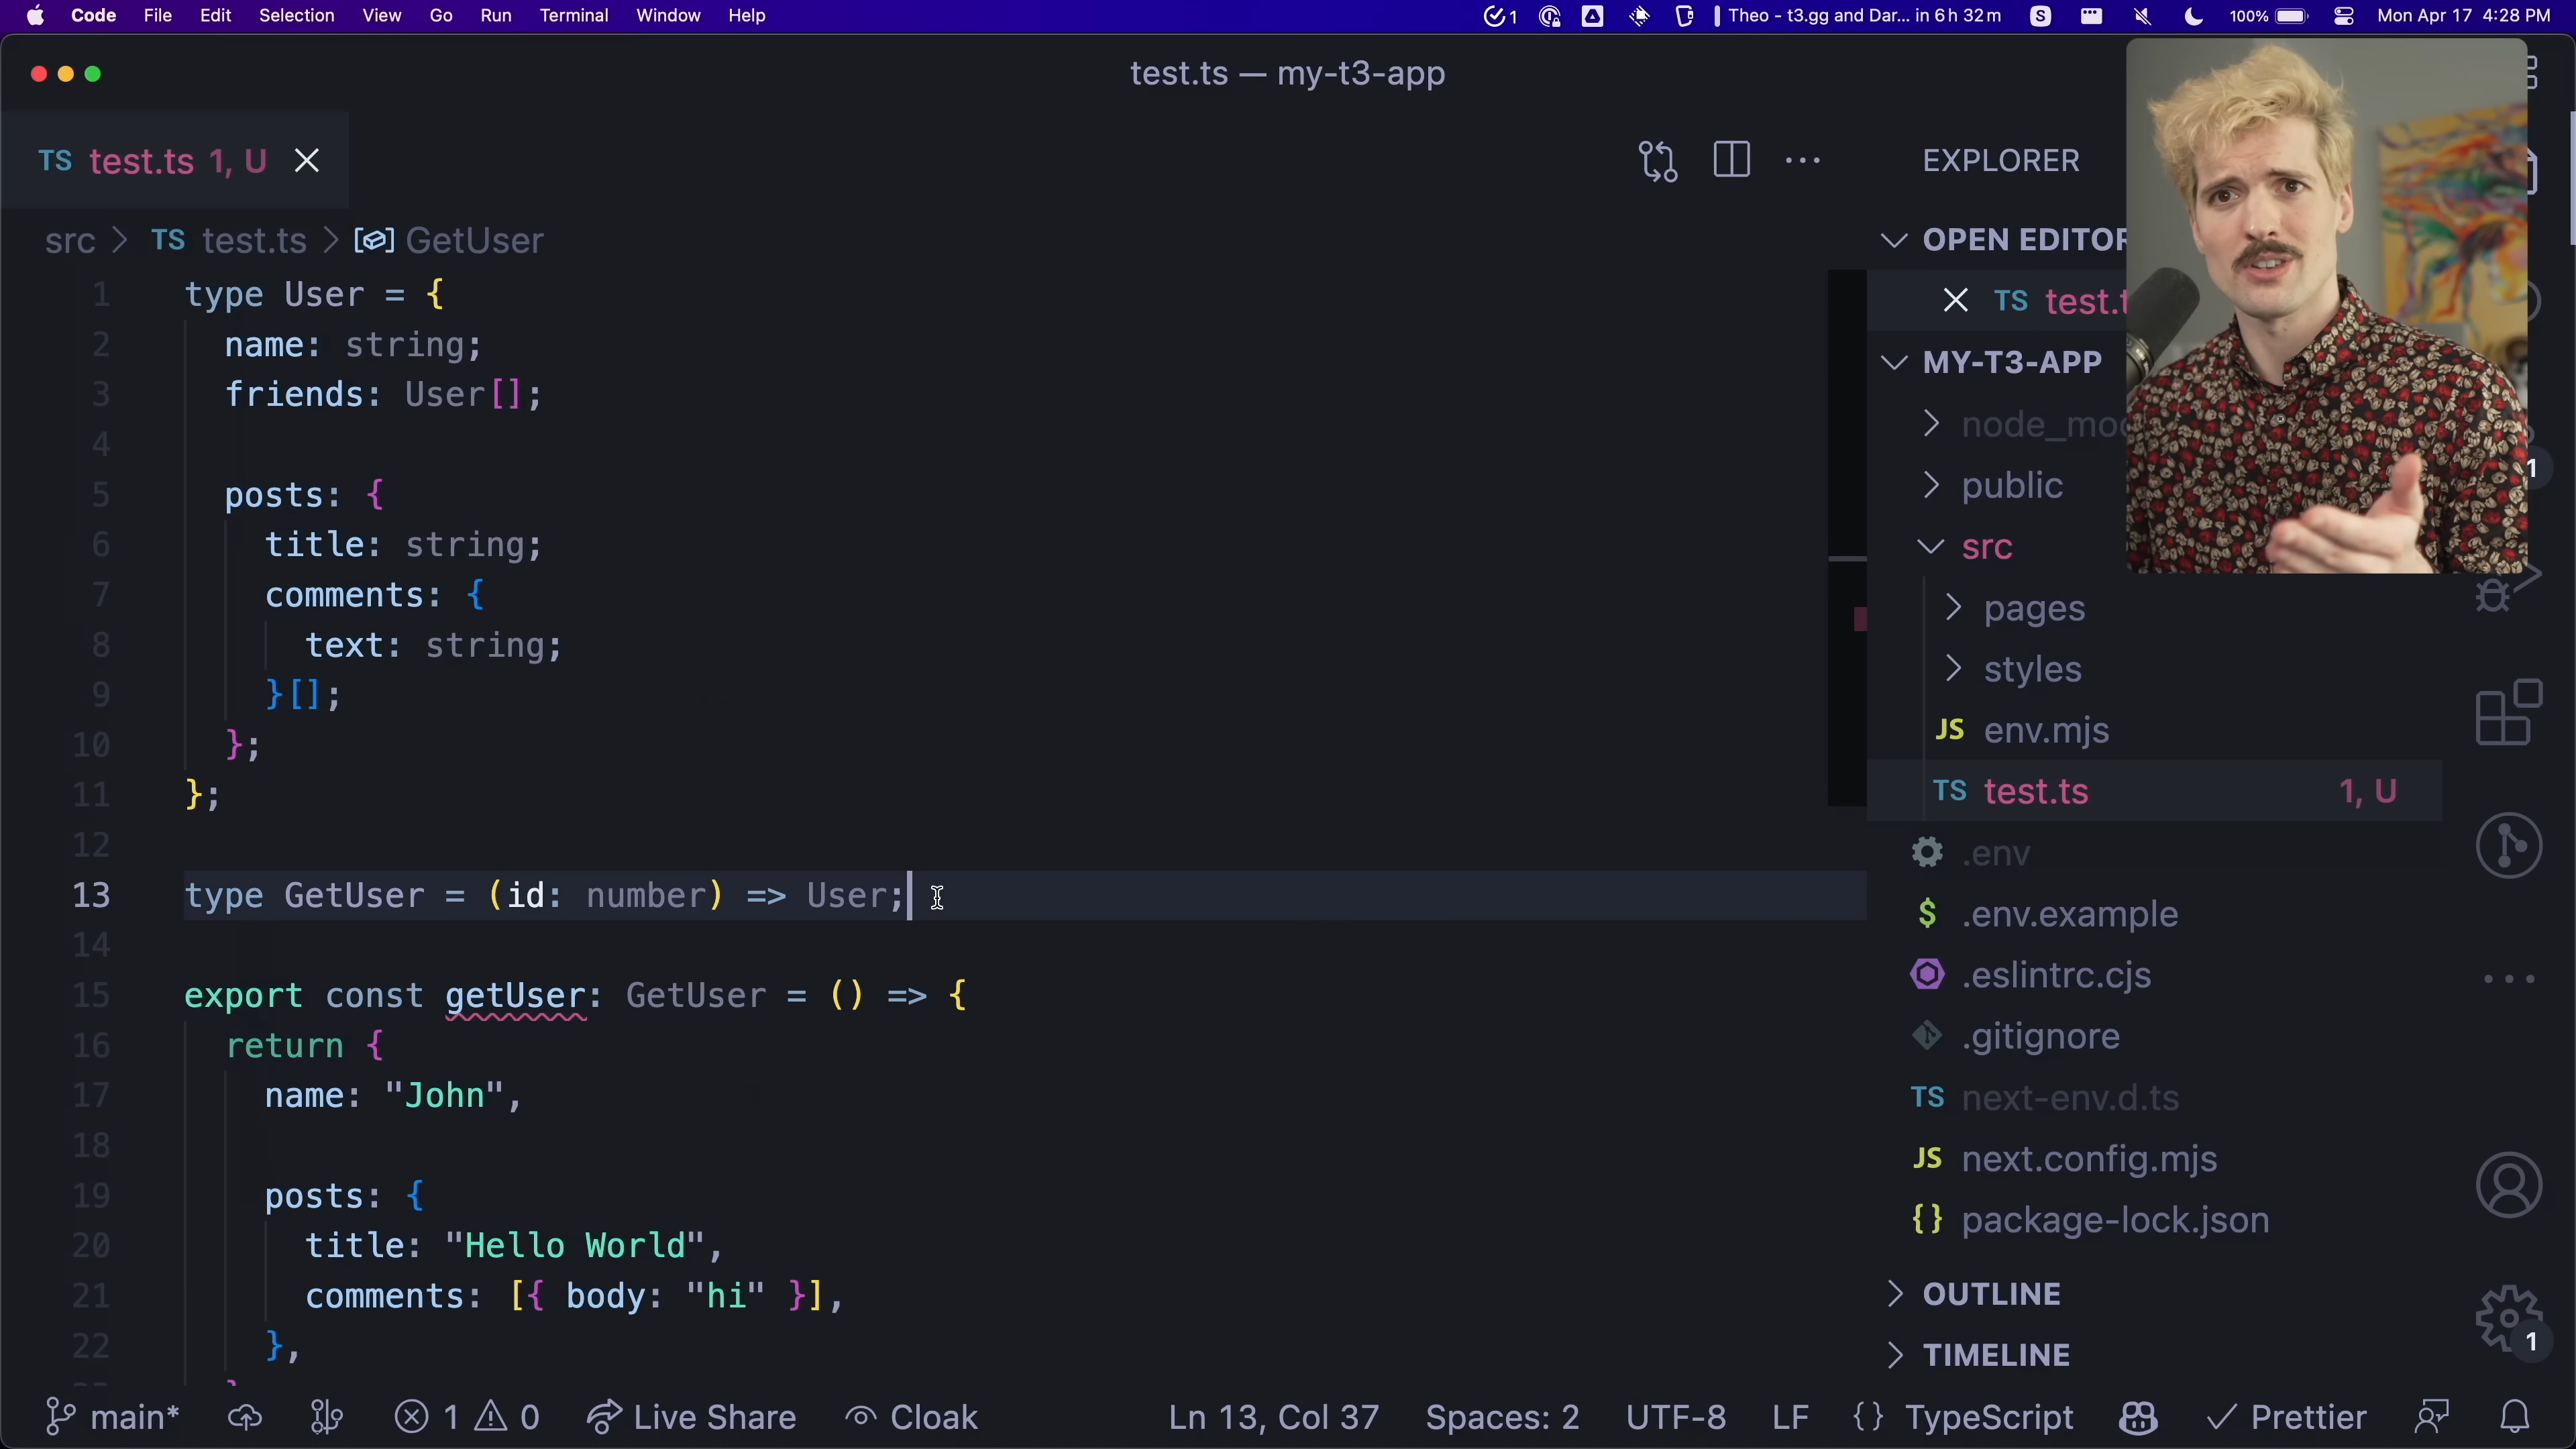 Code File Edit Selection View Go Run Terminal Window Help 1 Theo - t3.gg and Dar... in 6 h 32 m S 100% Mon Apr 17 4:28 PM
test.ts — my-t3-app
TS test.ts 1, U
src > TS test.ts > GetUser
1 type User = {
2 name: string;
3 friends: User[];
4
5 posts: {
6 title: string;
7 comments: {
8 text: string;
9 }[];
10 };
11 };
12
13 type GetUser = (id: number) => User;
14
15 export const getUser: GetUser = () => {
16 return {
17 name: "John",
18
19 posts: {
20 title: "Hello World",
21 comments: [{ body: "hi" }],
22 },
EXPLORER
OPEN EDITOR
TS test.t
MY-T3-APP
node_mod
public
src
pages
styles
JS env.mjs
TS test.ts 1, U
.env
$ .env.example
.eslintrc.cjs
.gitignore
TS next-env.d.ts
JS next.config.mjs
{} package-lock.json
OUTLINE
TIMELINE
1
1
main* 1 0 Live Share Cloak Ln 13, Col 37 Spaces: 2 UTF-8 LF {} TypeScript Prettier